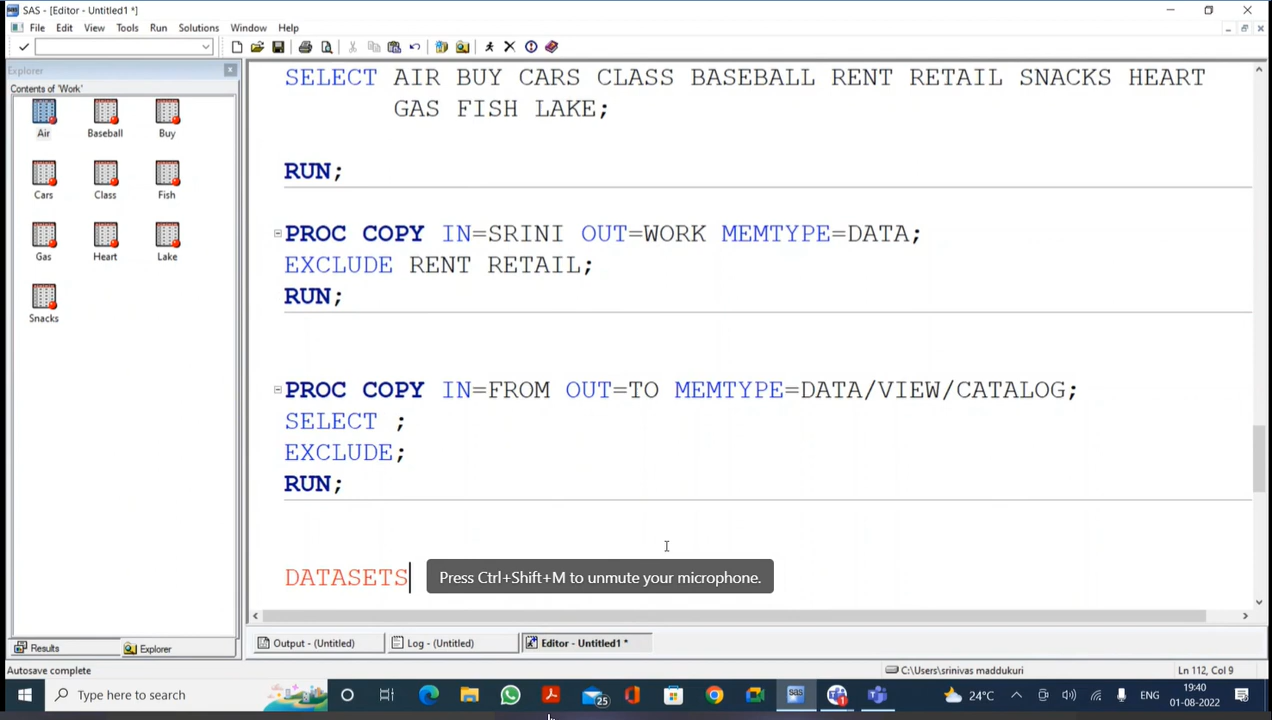 SAS - [Editor - Untitled1 *]
File Edit View Tools Run Solutions Window Help
Explorer
Contents of 'Work'
Air Baseball Buy
Cars Class Fish
Gas Heart Lake
Snacks
SELECT AIR BUY CARS CLASS BASEBALL RENT RETAIL SNACKS HEART
GAS FISH LAKE;
RUN;
PROC COPY IN=SRINI OUT=WORK MEMTYPE=DATA;
EXCLUDE RENT RETAIL;
RUN;
PROC COPY IN=FROM OUT=TO MEMTYPE=DATA/VIEW/CATALOG;
SELECT ;
EXCLUDE;
RUN;
DATASETS
Press Ctrl+Shift+M to unmute your microphone.
Results Explorer
Output - (Untitled) Log - (Untitled) Editor - Untitled1 *
Autosave complete
C:\Users\srinivas maddukuri
Ln 112, Col 9
Type here to search
25
sas
24°C
ENG
19:40
01-08-2022